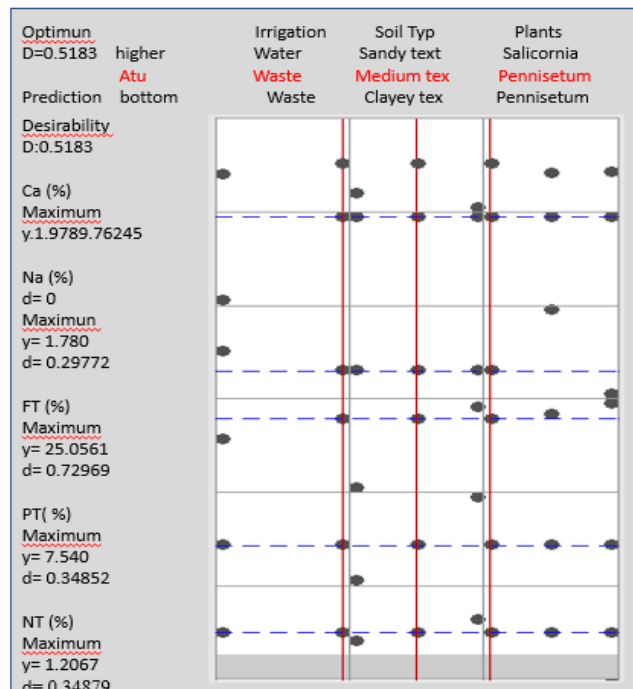 Optimun Irrigation Soil Typ Plants
D=0.5183 higher Water Sandy text Salicornia
Atu Waste Medium tex Pennisetum
Prediction bottom Waste Clayey tex Pennisetum
Desirability
D:0.5183
Ca (%)
Maximum
y.1.9789.76245
Na (%)
d= 0
Maximun
y= 1.780
d= 0.29772
FT (%)
Maximum
y= 25.0561
d= 0.72969
PT( %)
Maximum
y= 7.540
d= 0.34852
NT (%)
Maximum
y= 1.2067
d= 0.34879